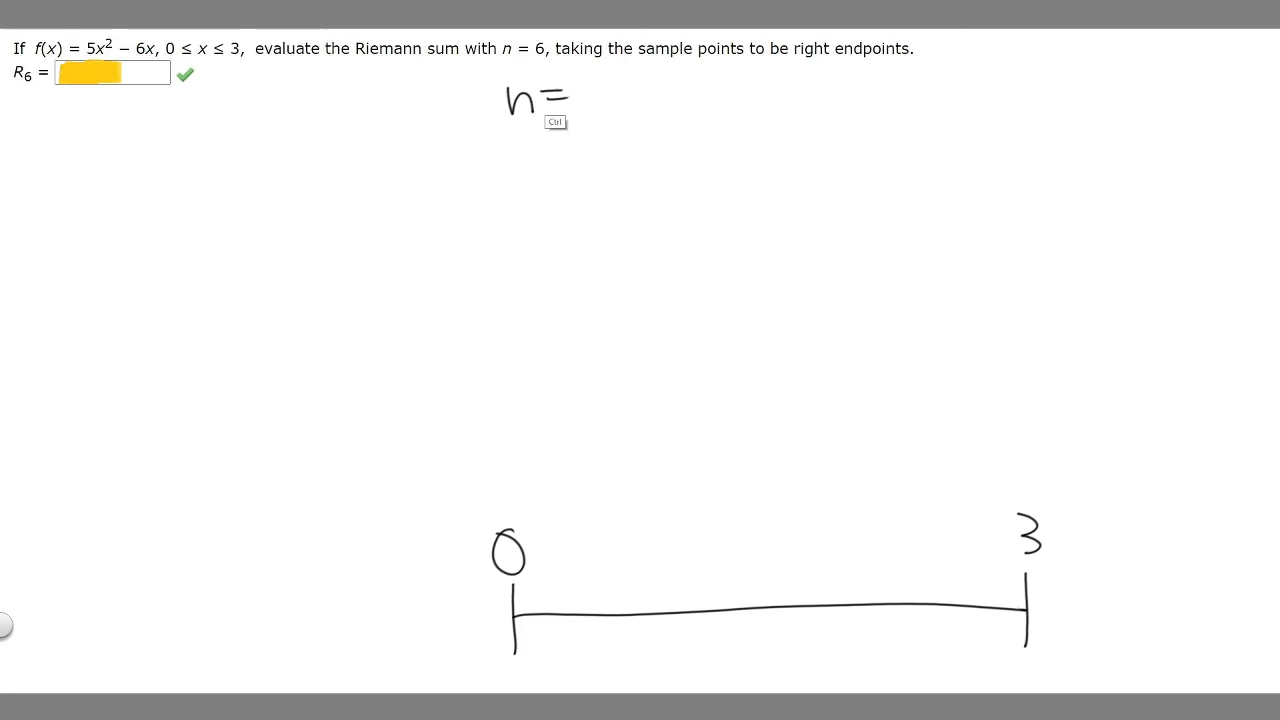 If f(x) = 5x² − 6x, 0 ≤ x ≤ 3, evaluate the Riemann sum with n = 6, taking the sample points to be right endpoints.
R₆ =
n =
Ctrl
0 3